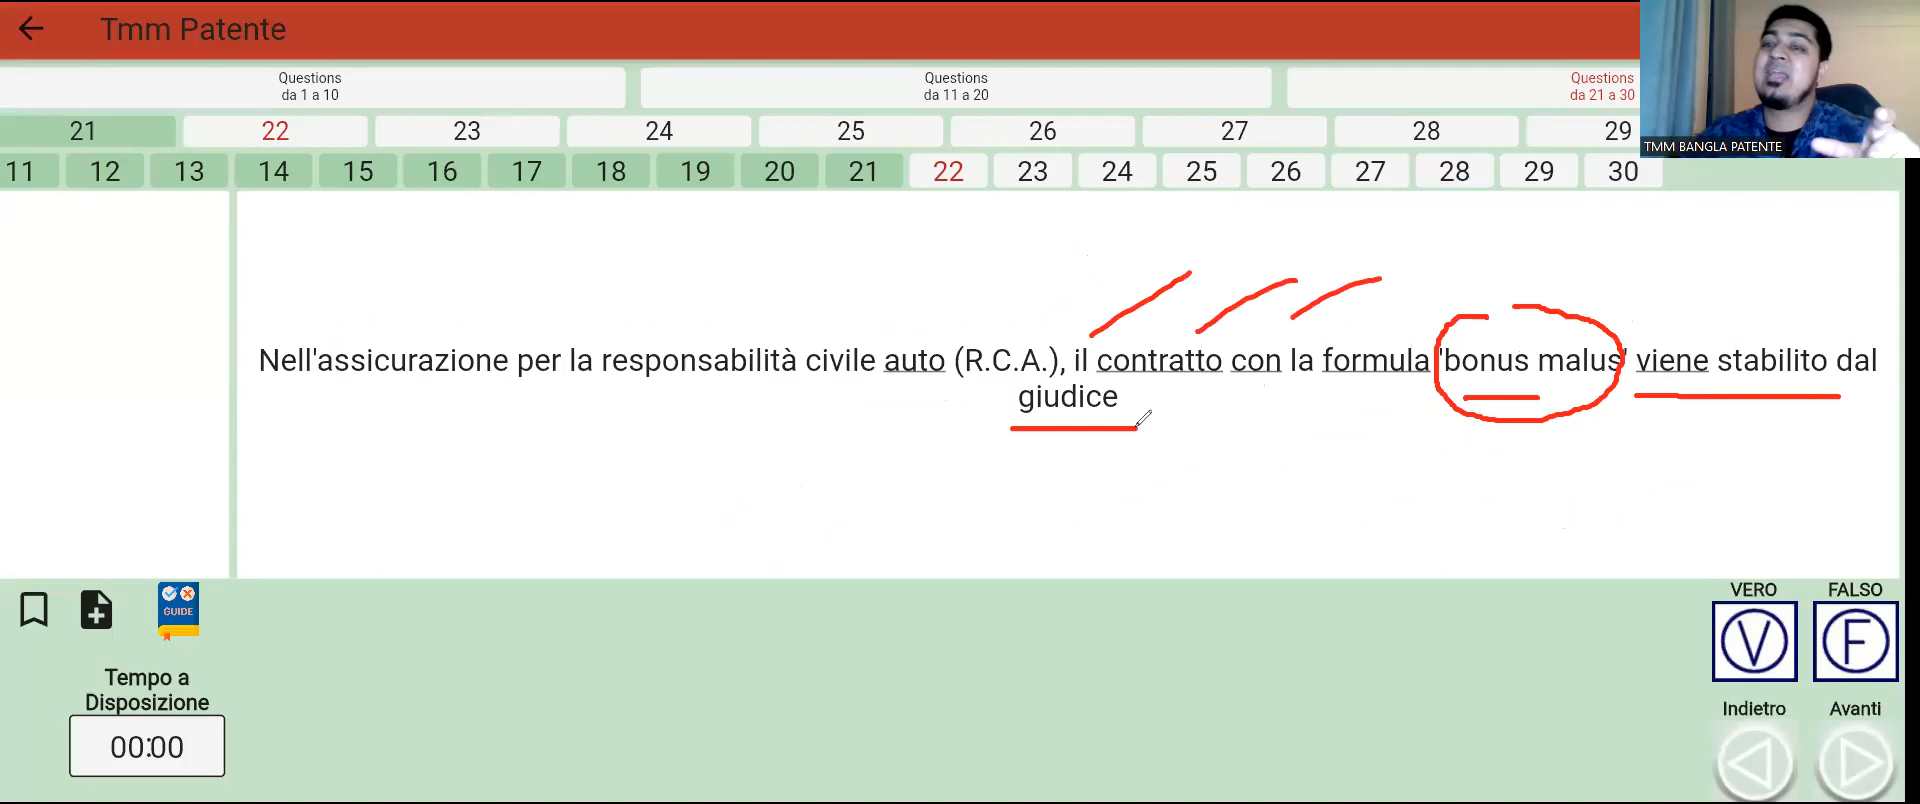 Tmm Patente
Questions
da 1 a 10
Questions
da 11 a 20
Questions
da 21 a 30
TMM BANGLA PATENTE
21 22 23 24 25 26 27 28 29
11 12 13 14 15 16 17 18 19 20 21 22 23 24 25 26 27 28 29 30
Nell'assicurazione per la responsabilità civile auto (R.C.A.), il contratto con la formula 'bonus malus' viene stabilito dal
giudice
GUIDE
Tempo a
Disposizione
00:00
VERO FALSO
V F
Indietro Avanti